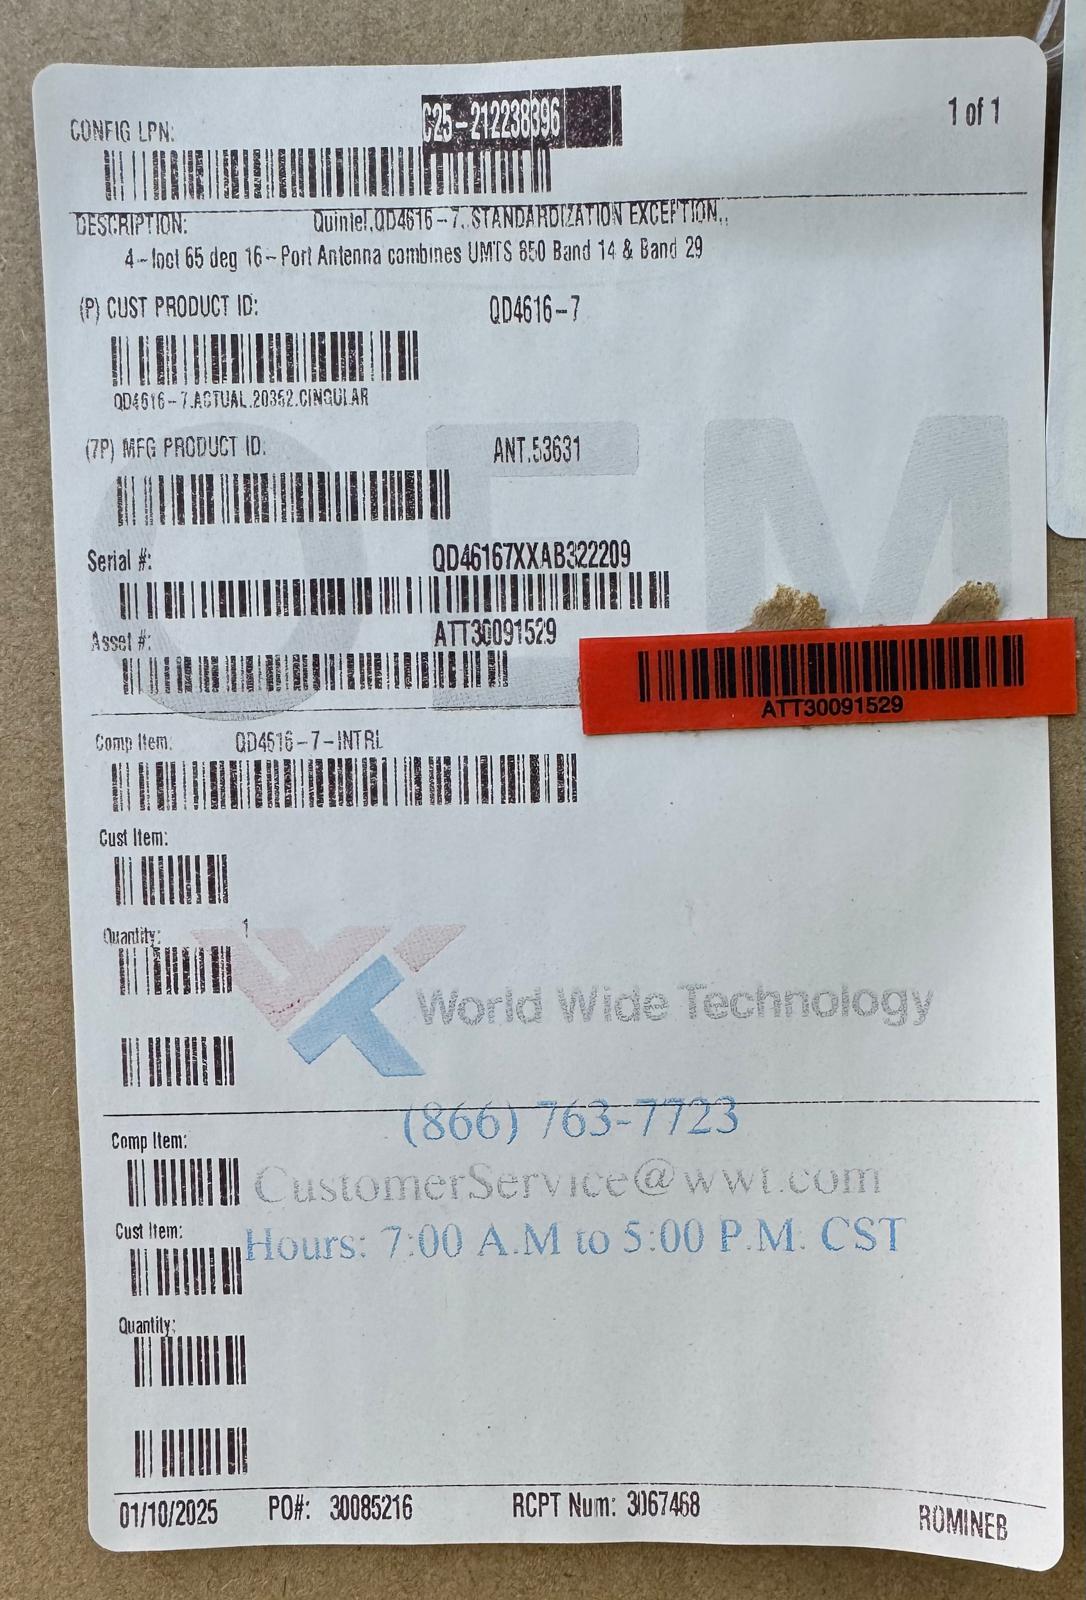 CONFIG LPN: C25-212238396 1 of 1
DESCRIPTION: Quintel.QD4616-7..STANDARDIZATION EXCEPTION..
4-foot 65 deg 16-Port Antenna combines UMTS 850 Band 14 & Band 29
(P) CUST PRODUCT ID: QD4616-7
QD4616-7.ACTUAL.20352.CINGULAR
(7P) MFG PRODUCT ID: ANT.53631
OEM
Serial #: QD46167XXAB322209
Asset #: ATT30091529
ATT30091529
Comp Item: QD4616-7-INTRL
Cust Item:
Quantity: 1
World Wide Technology
(866) 763-7723
Comp Item:
CustomerService@wwt.com
Cust Item:
Hours: 7:00 A.M to 5:00 P.M. CST
Quantity:
01/10/2025 PO#: 30085216 RCPT Num: 3067468 ROMINEB